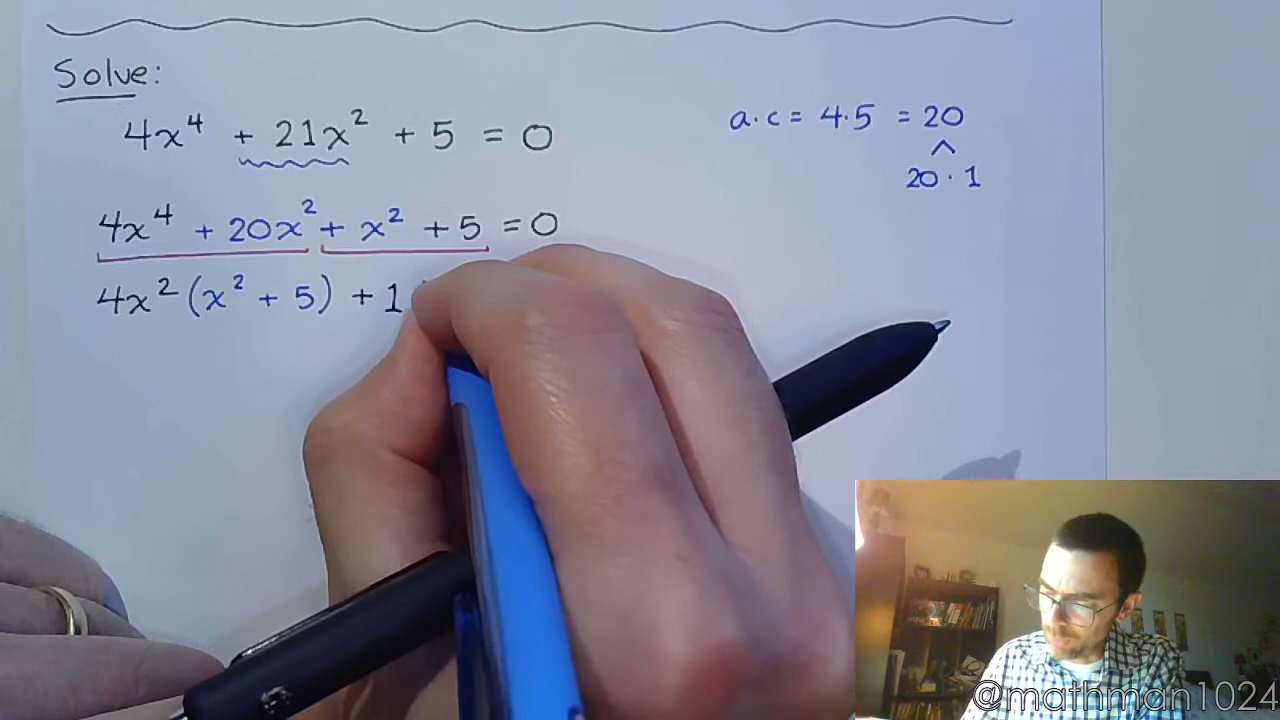 Solve:
4x⁴ + 21x² + 5 = 0
a·c = 4·5 = 20
^
20·1
4x⁴ + 20x² + x² + 5 = 0
4x²(x² + 5) + 1
@mathman1024